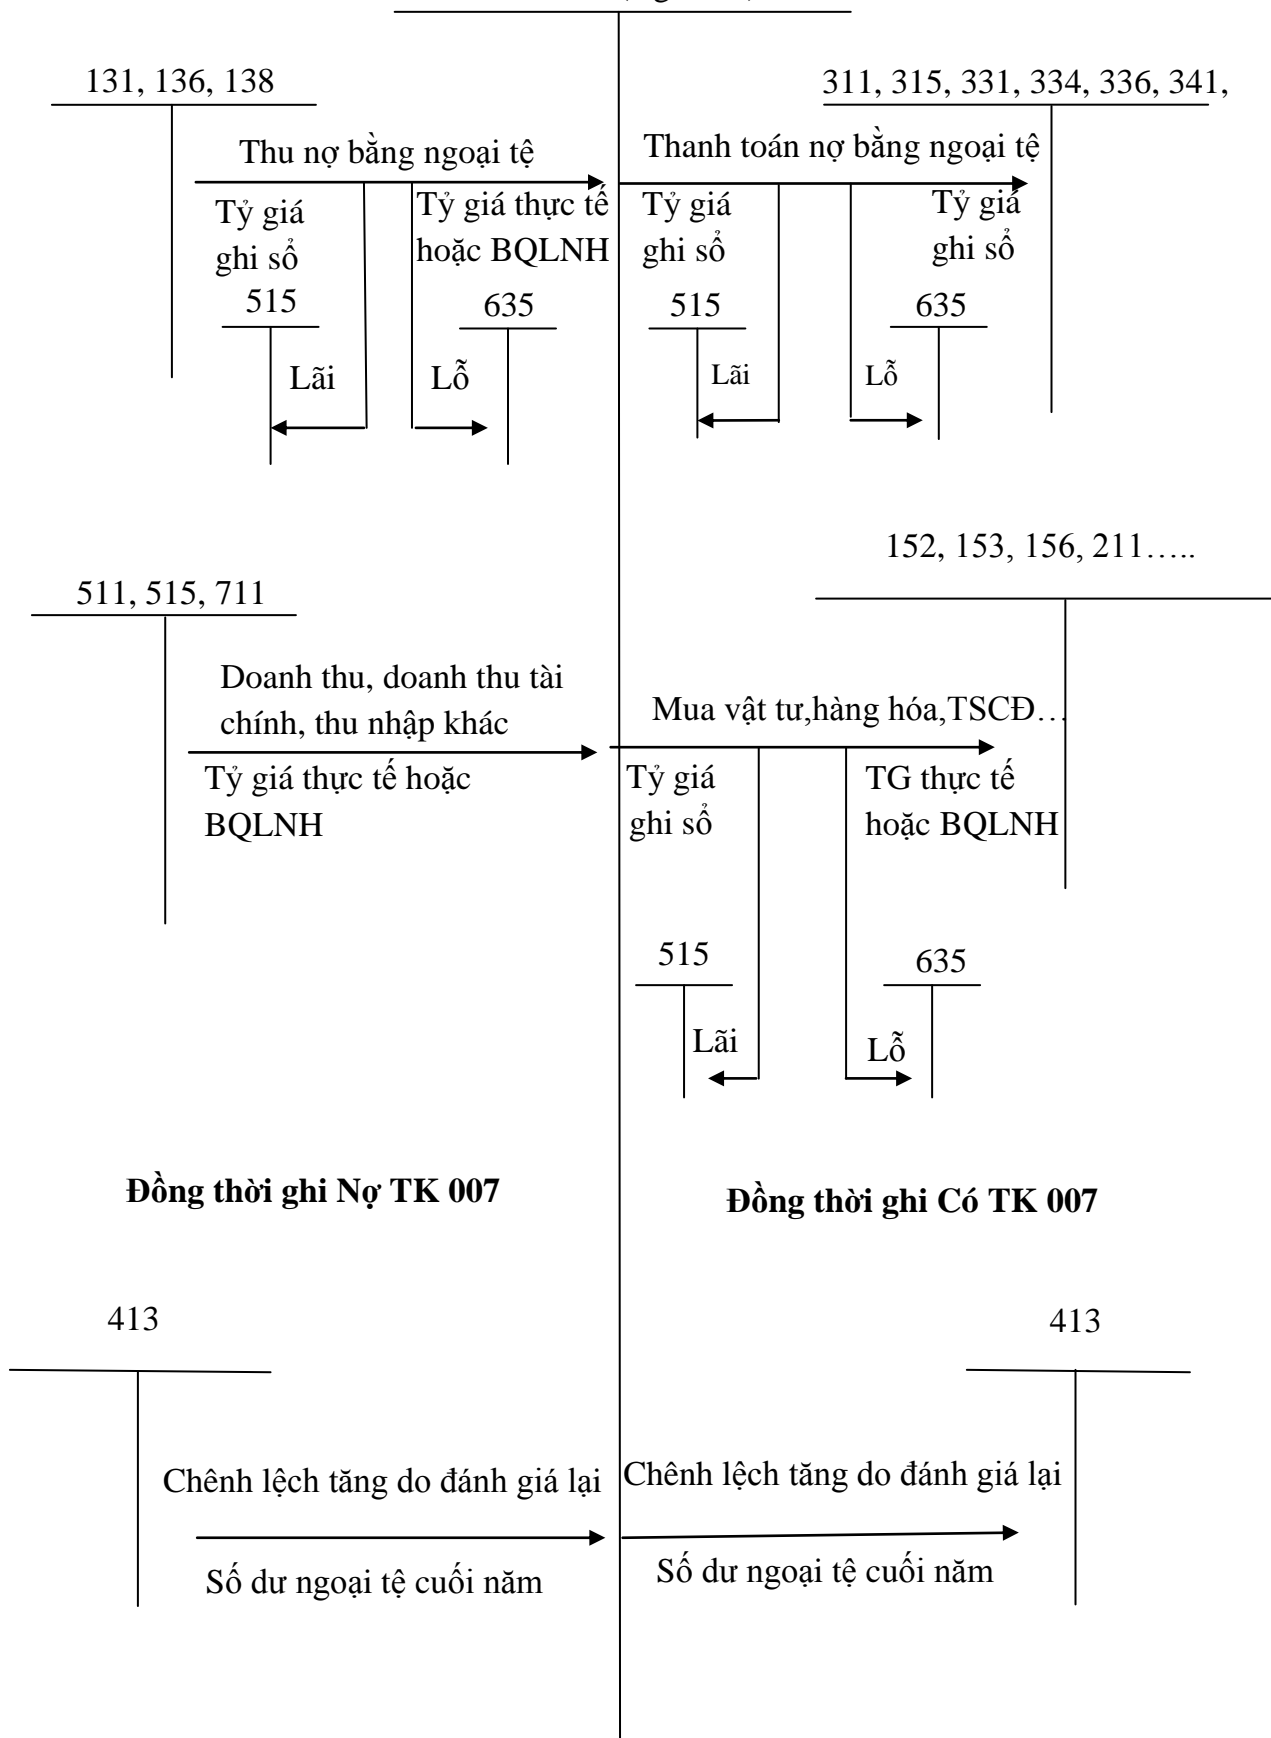 131, 136, 138
311, 315, 331, 334, 336, 341,
Thu nợ bằng ngoại tệ
Thanh toán nợ bằng ngoại tệ
Tỷ giá
ghi sổ
Tỷ giá thực tế
hoặc BQLNH
Tỷ giá
ghi sổ
Tỷ giá
ghi sổ
515
635
515
635
Lãi
Lỗ
Lãi
Lỗ
152, 153, 156, 211…..
511, 515, 711
Doanh thu, doanh thu tài
chính, thu nhập khác
Mua vật tư,hàng hóa,TSCĐ…
Tỷ giá thực tế hoặc
BQLNH
Tỷ giá
ghi sổ
TG thực tế
hoặc BQLNH
515
635
Lãi
Lỗ
Đồng thời ghi Nợ TK 007
Đồng thời ghi Có TK 007
413
413
Chênh lệch tăng do đánh giá lại
Chênh lệch tăng do đánh giá lại
Số dư ngoại tệ cuối năm
Số dư ngoại tệ cuối năm